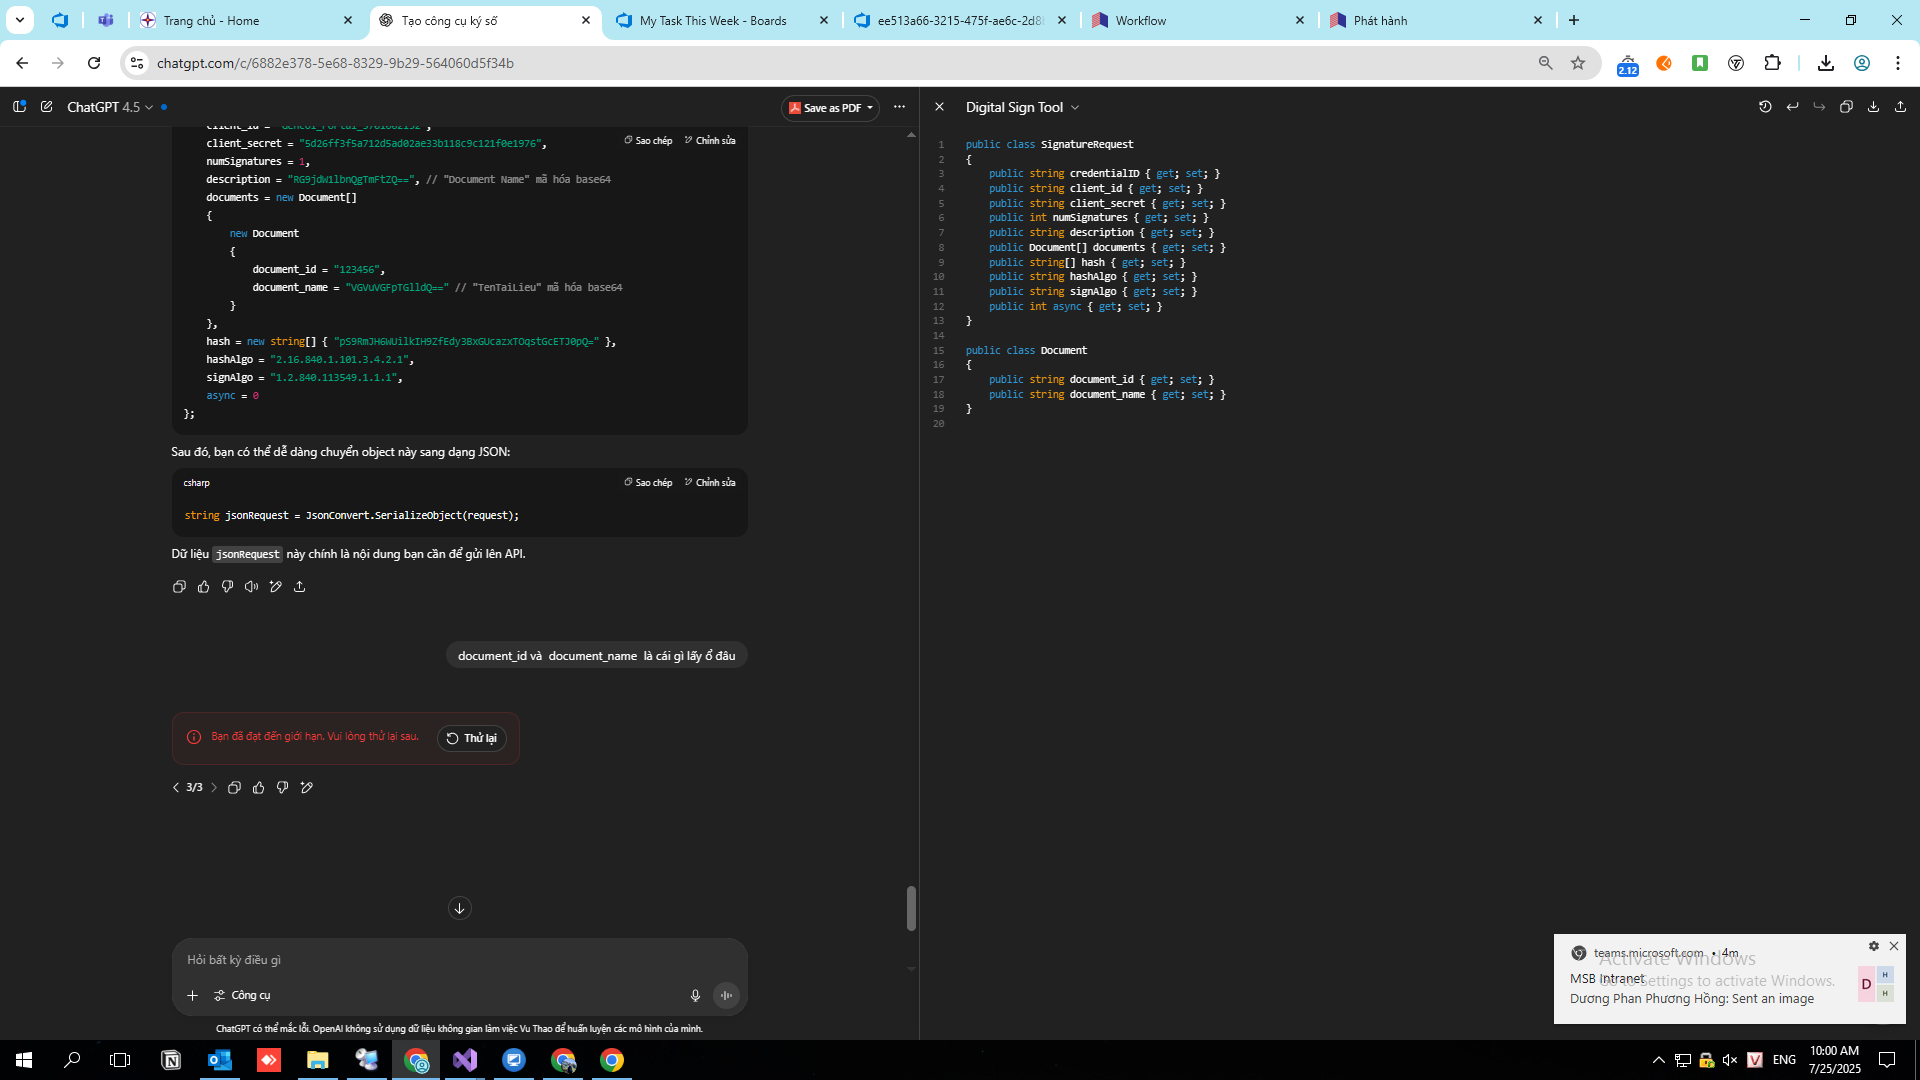 Trang chủ - Home
Tạo công cụ ký số
My Task This Week - Boards
ee513a66-3215-475f-ae6c-2d8
Workflow
Phát hành
chatgpt.com/c/6882e378-5e68-8329-9b29-564060d5f34b
2.12
ChatGPT 4.5
Save as PDF
client_secret = "5d26ff3f5a712d5ad02ae33b118c9c121f0e1976",
Sao chép
Chỉnh sửa
numSignatures = 1,
description = "RG9jdW1lbnQgTmFtZQ==", // "Document Name" mã hóa base64
documents = new Document[]
{
new Document
{
document_id = "123456",
document_name = "VGVuVGFpTGlldQ==" // "TenTaiLieu" mã hóa base64
}
},
hash = new string[] { "pS9RmJH6WUilkIH9ZfEdy3BxGUcazxTOqstGcETJ0pQ=" },
hashAlgo = "2.16.840.1.101.3.4.2.1",
signAlgo = "1.2.840.113549.1.1.1",
async = 0
};
Sau đó, bạn có thể dễ dàng chuyển object này sang dạng JSON:
csharp
Sao chép
Chỉnh sửa
string jsonRequest = JsonConvert.SerializeObject(request);
Dữ liệu jsonRequest này chính là nội dung bạn cần để gửi lên API.
document_id và document_name là cái gì lấy ổ đâu
Bạn đã đạt đến giới hạn. Vui lòng thử lại sau.
Thử lại
3/3
Hỏi bất kỳ điều gì
Công cụ
ChatGPT có thể mắc lỗi. OpenAI không sử dụng dữ liệu không gian làm việc Vu Thao để huấn luyện các mô hình của mình.
Digital Sign Tool
1 public class SignatureRequest
2 {
3 public string credentialID { get; set; }
4 public string client_id { get; set; }
5 public string client_secret { get; set; }
6 public int numSignatures { get; set; }
7 public string description { get; set; }
8 public Document[] documents { get; set; }
9 public string[] hash { get; set; }
10 public string hashAlgo { get; set; }
11 public string signAlgo { get; set; }
12 public int async { get; set; }
13 }
14
15 public class Document
16 {
17 public string document_id { get; set; }
18 public string document_name { get; set; }
19 }
20
teams.microsoft.com • 4m
Activate Windows
MSB Intranet
Go to Settings to activate Windows.
Dương Phan Phương Hồng: Sent an image
D
H
H
ENG
10:00 AM
7/25/2025